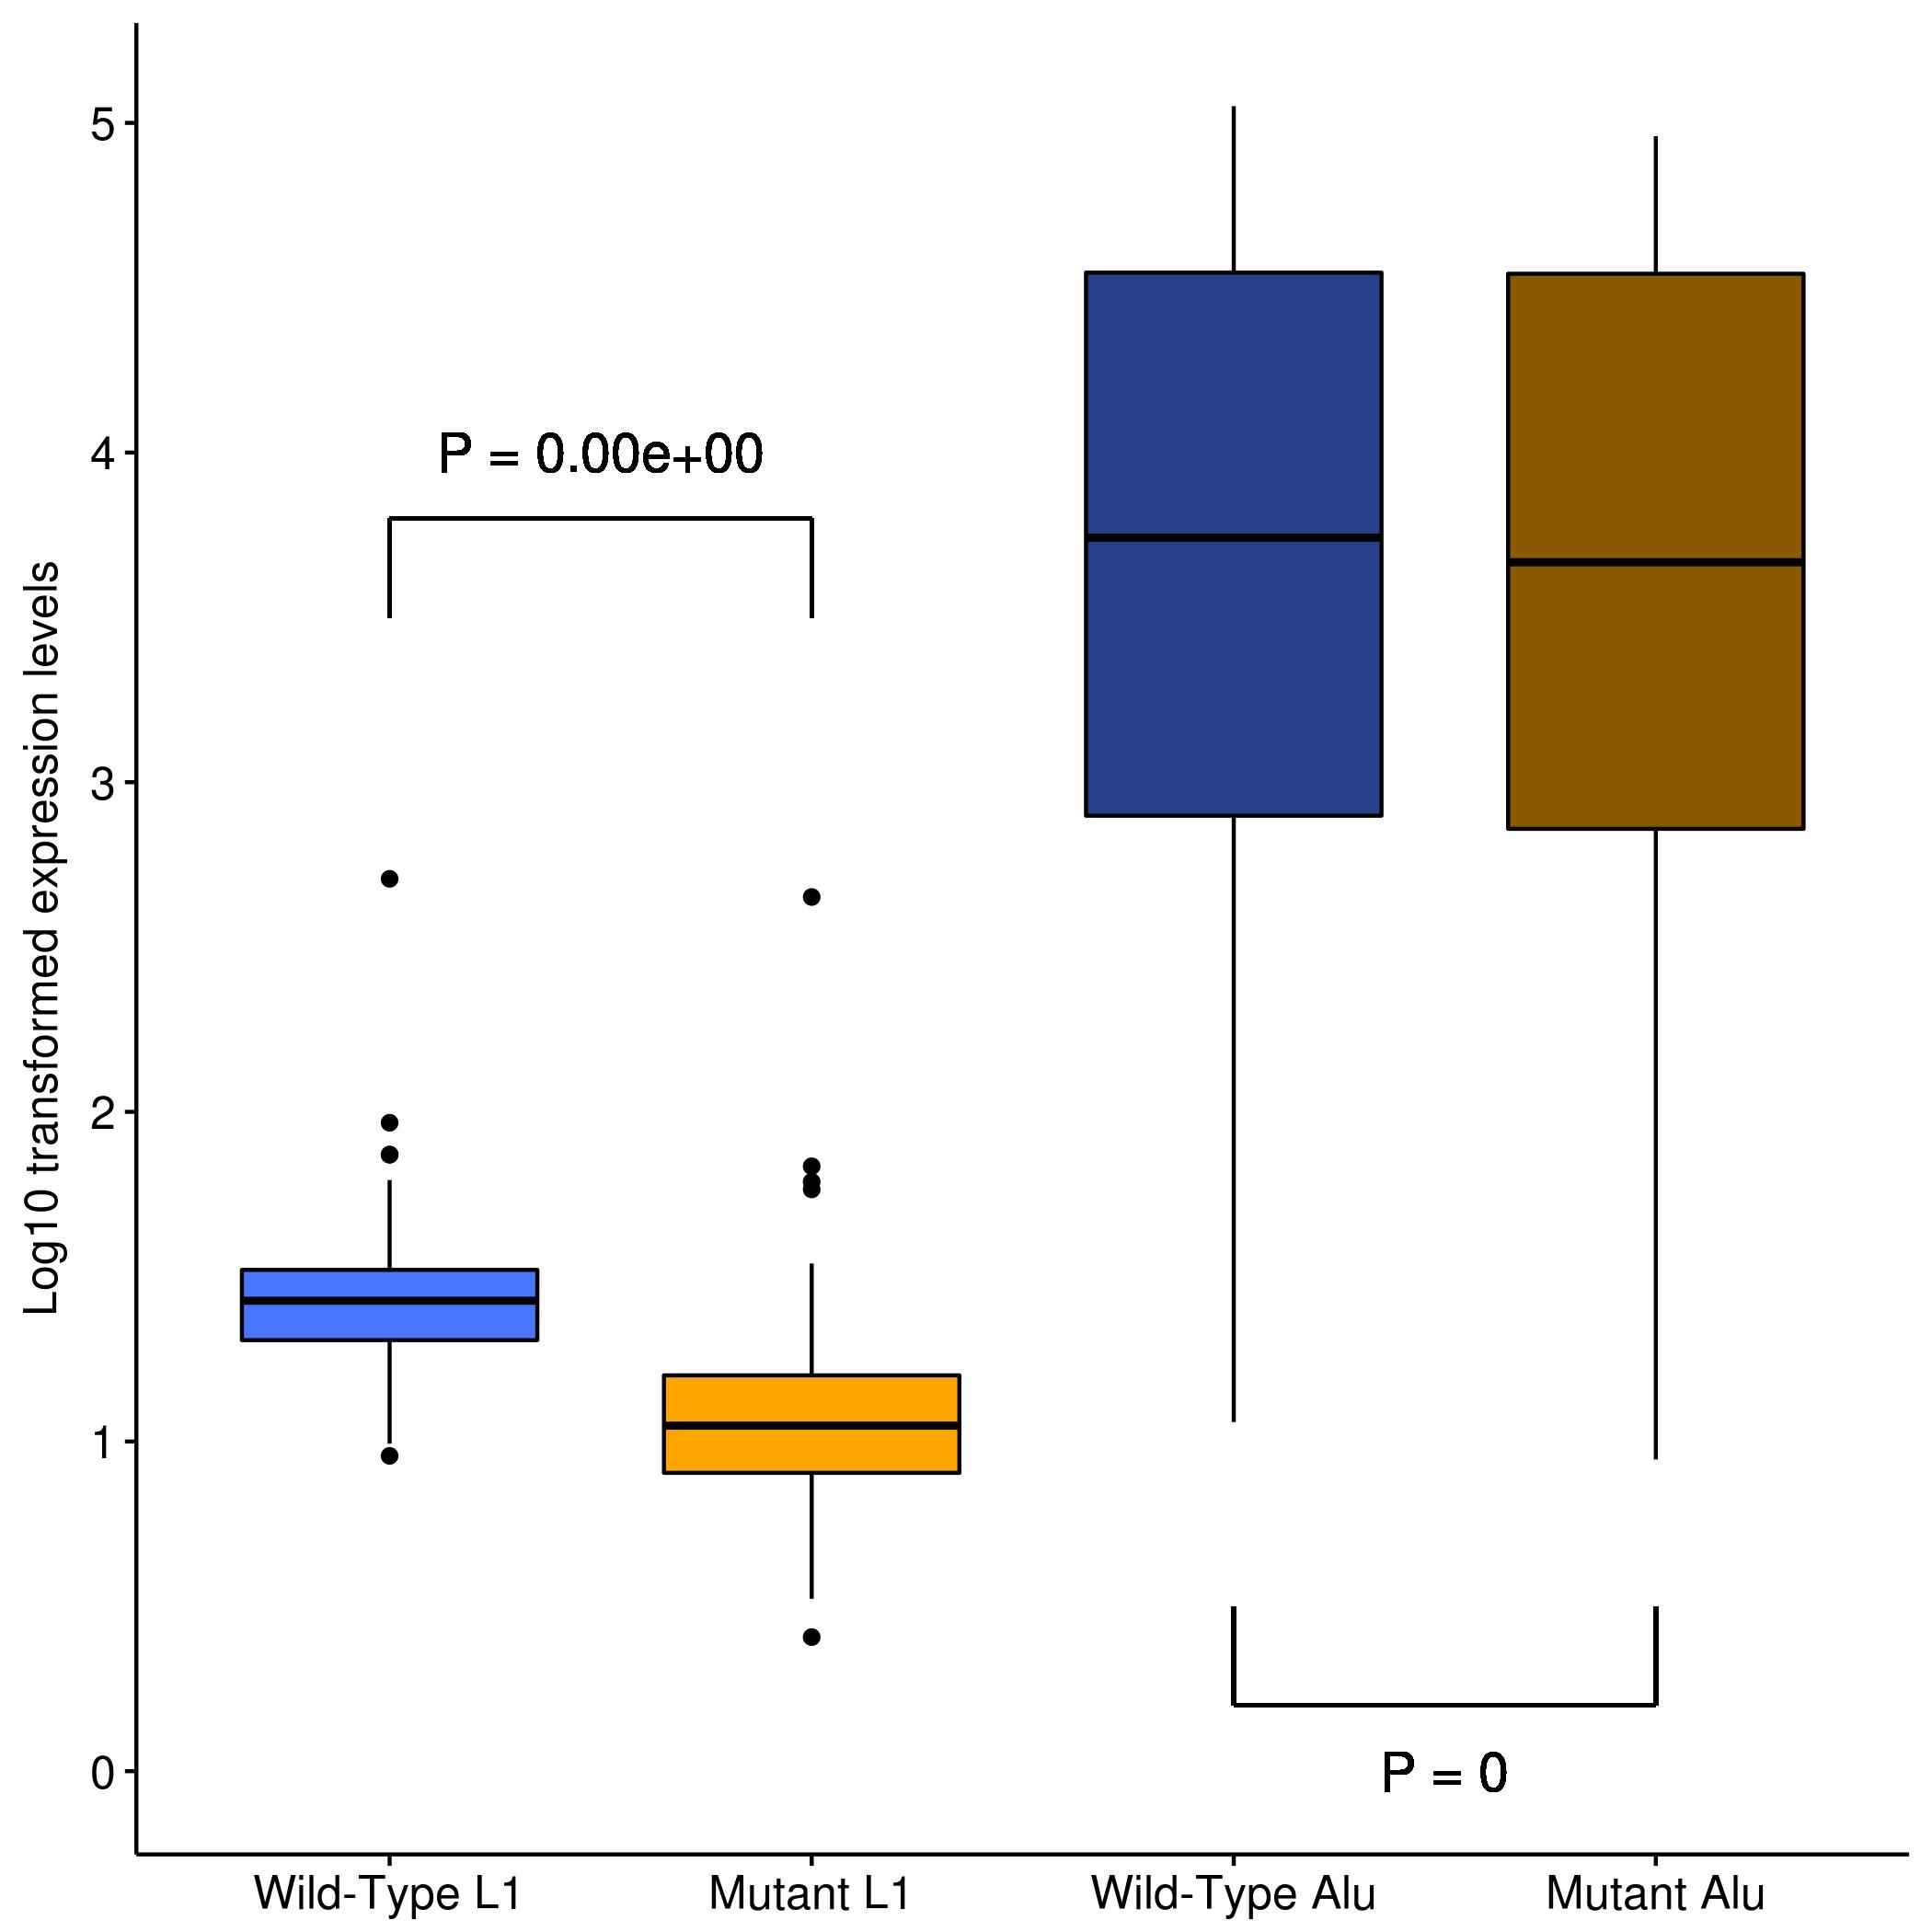 Log10 transformed expression levels
5
4
3
2
1
0
P = 0.00e+00
P = 0
Wild-Type L1
Mutant L1
Wild-Type Alu
Mutant Alu